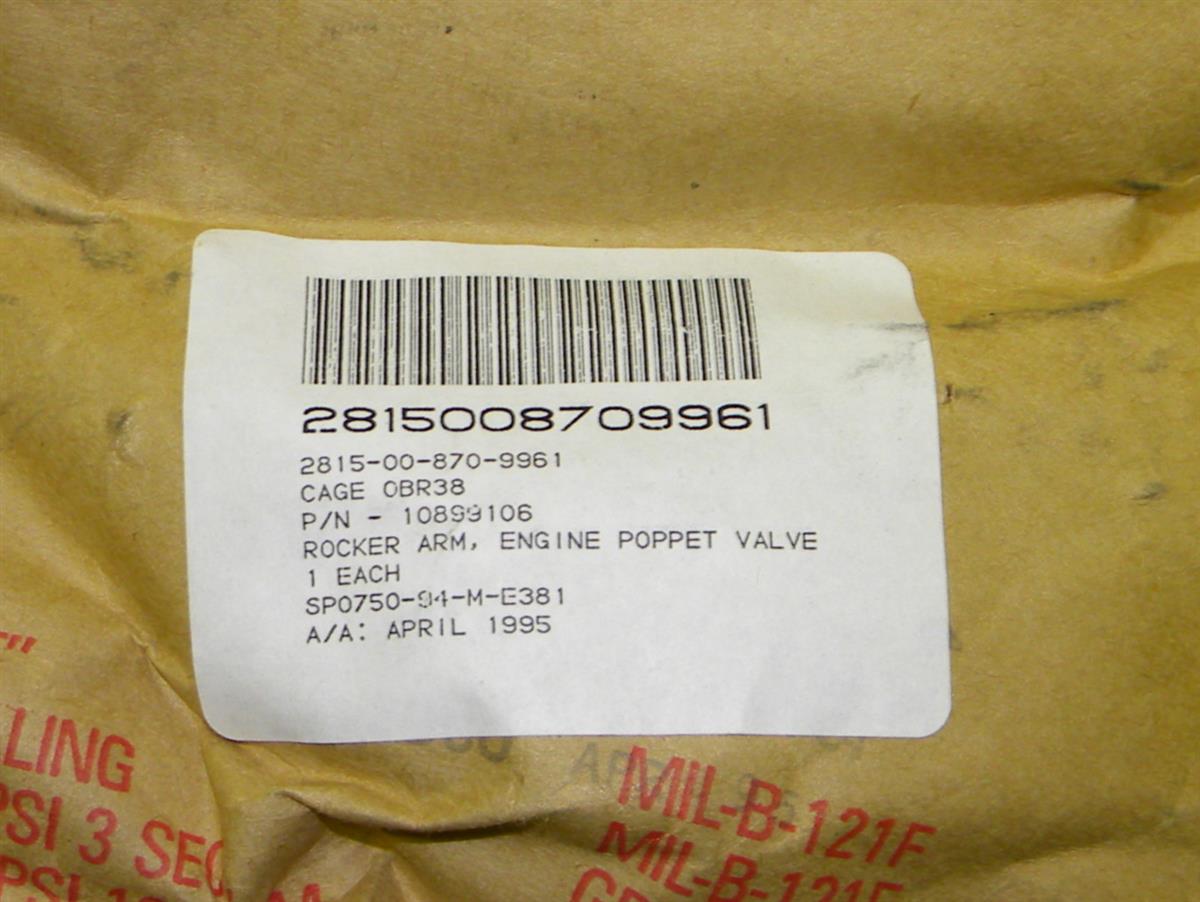 2815008709961
2815-00-870-9961
CAGE 0BR38
P/N - 10899106
ROCKER ARM, ENGINE POPPET VALVE
1 EACH
SP0750-94-M-E381
A/A: APRIL 1995
LING
PSI 3 SEC.
MIL-B-121F
MIL-B-121F